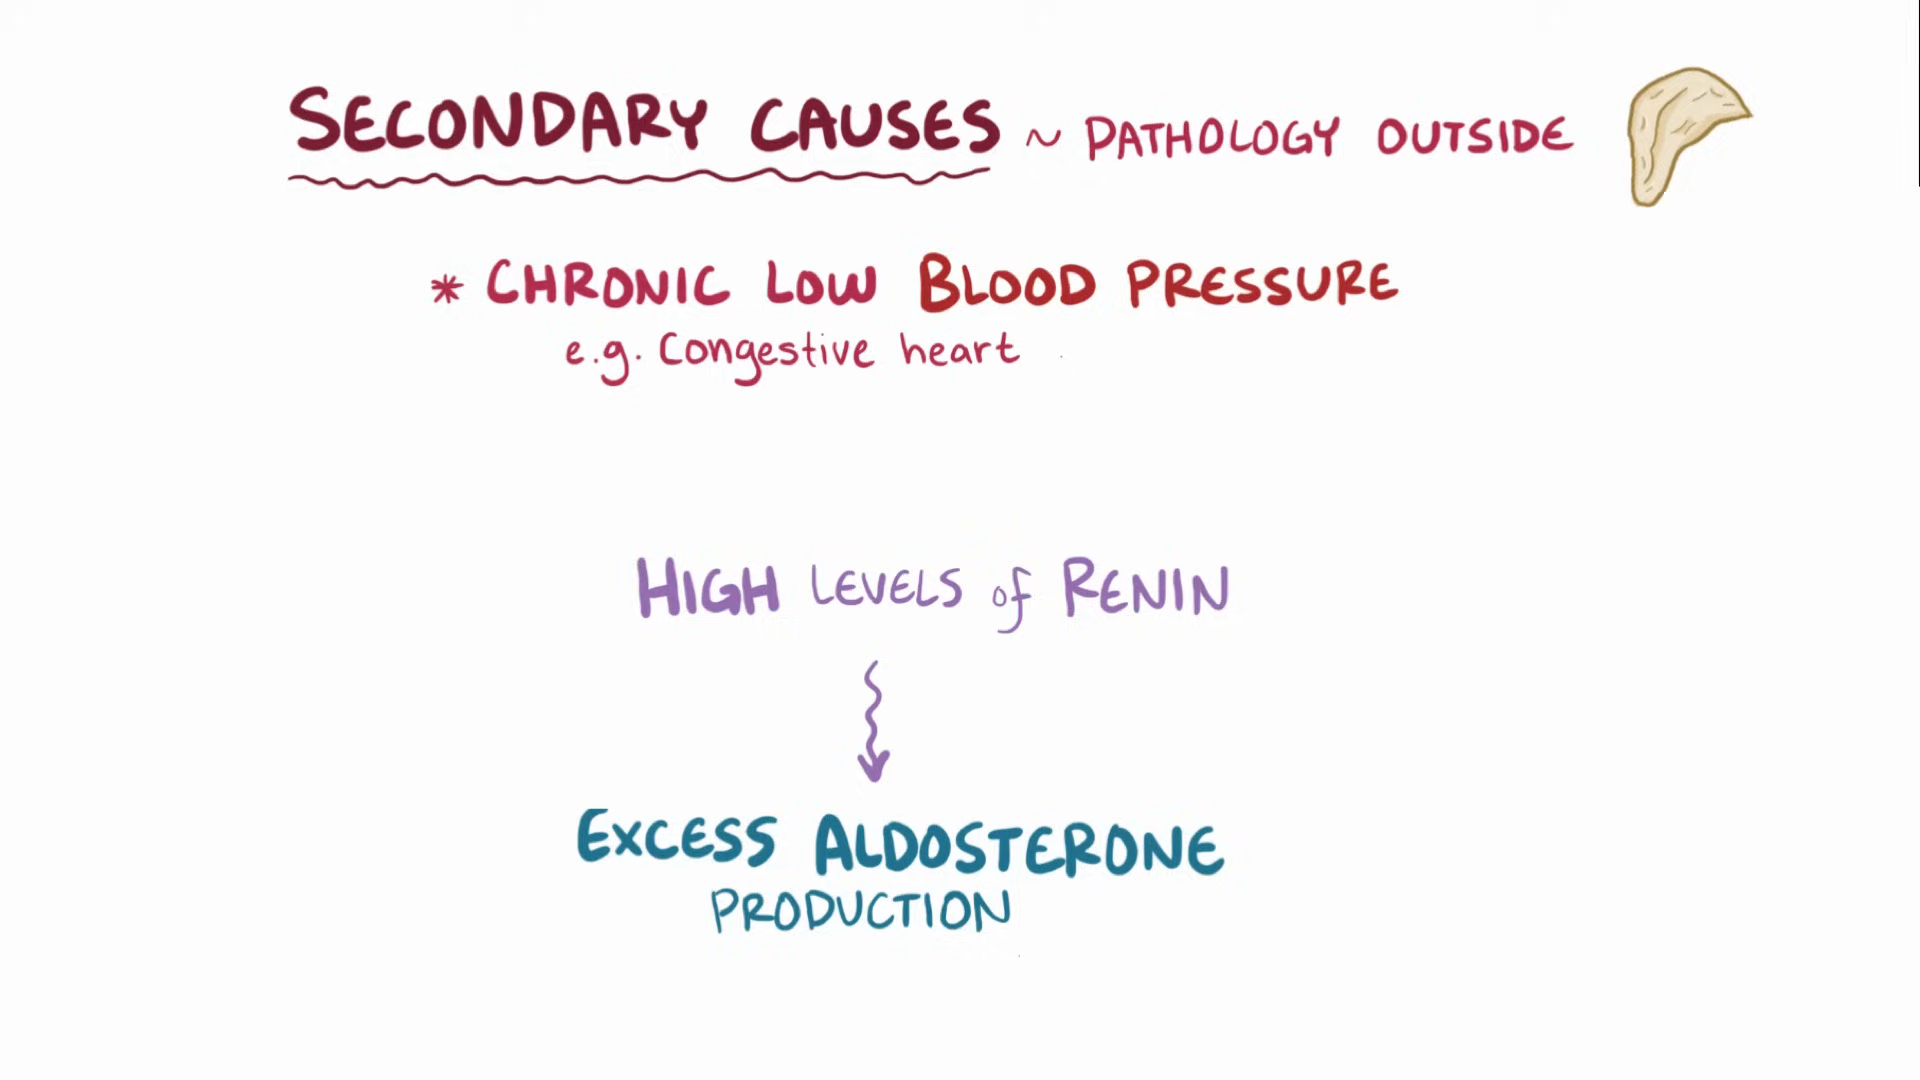 SECONDARY CAUSES ~ PATHOLOGY OUTSIDE
* CHRONIC LOW BLOOD PRESSURE
e.g. Congestive heart
HIGH LEVELS of RENIN
EXCESS ALDOSTERONE
PRODUCTION